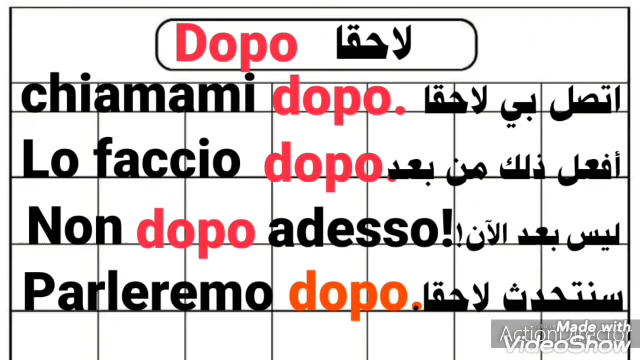 Dopo لاحقا
chiamami dopo. اتصل بي لاحقا
Lo faccio dopo. أفعل ذلك من بعد
Non dopo adesso! ليس بعد الآن!
Parleremo dopo. سنتحدث لاحقا
Made with
ActionDirector
VideoShow